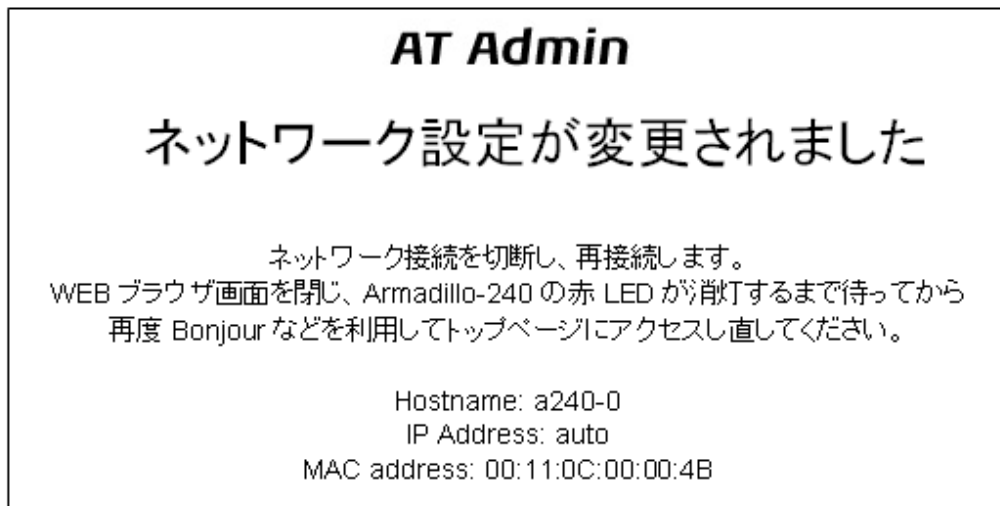 AT Admin
ネットワーク設定が変更されました
ネットワーク接続を切断し、再接続します。
WEB ブラウザ画面を閉じ、Armadillo-240 の赤 LED が消灯するまで待ってから
再度 Bonjour などを利用してトップページにアクセスし直してください。
Hostname: a240-0
IP Address: auto
MAC address: 00:11:0C:00:00:4B